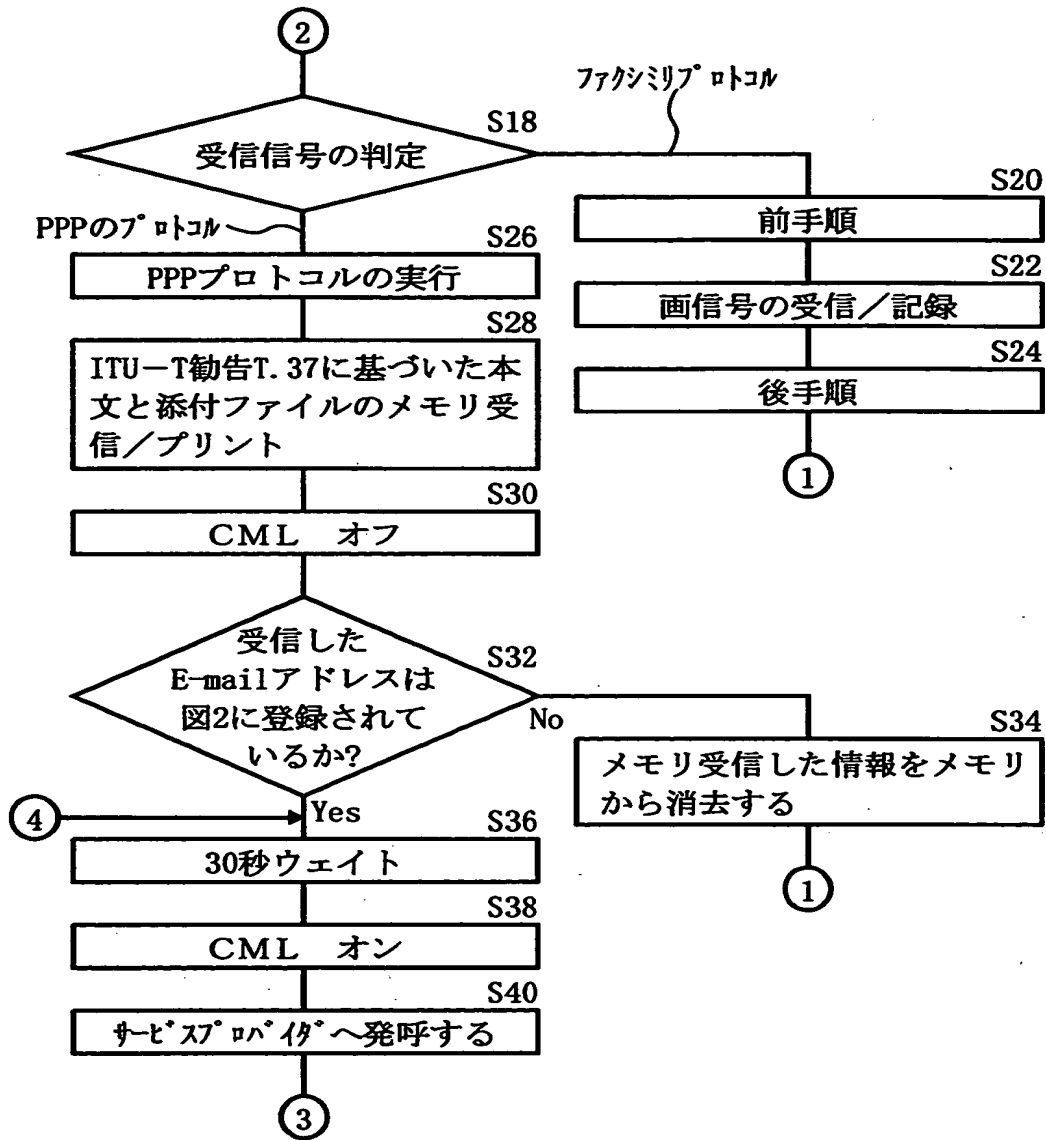 ②
ファクシミリプロトコル
S18
受信信号の判定
PPPのプロトコル
S20
前手順
S22
画信号の受信／記録
S24
後手順
①
S26
PPPプロトコルの実行
S28
ITU－T勧告T.37に基づいた本
文と添付ファイルのメモリ受
信／プリント
S30
CML　オフ
S32
受信した
E-mailアドレスは
図2に登録されて
いるか?
No
S34
メモリ受信した情報をメモリ
から消去する
①
Yes
④
S36
30秒ウェイト
S38
CML　オン
S40
サービスプロバイダへ発呼する
③